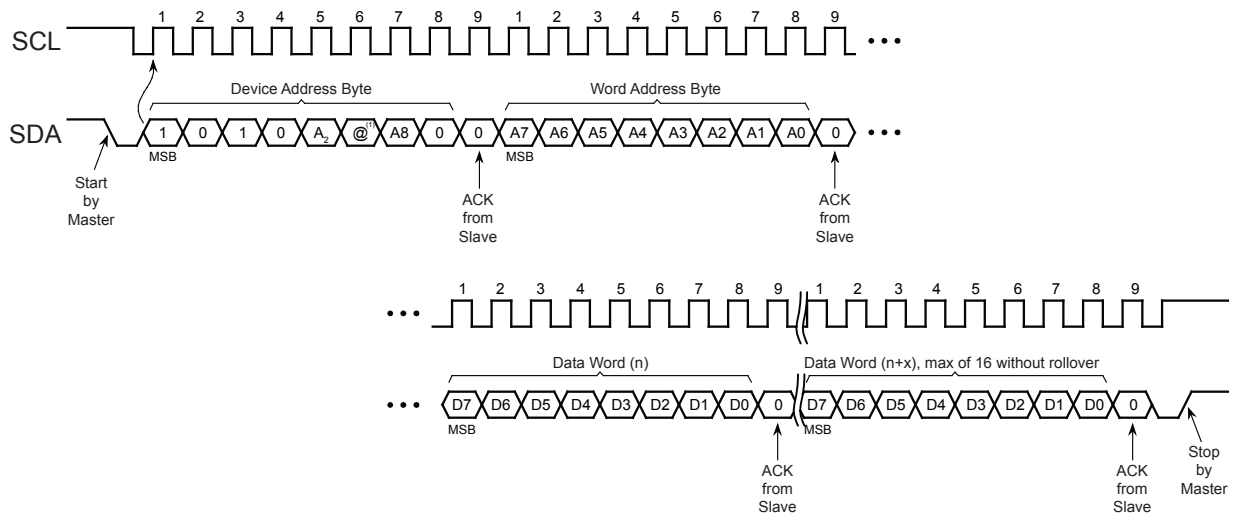 1 2 3 4 5 6 7 8 9 1 2 3 4 5 6 7 8 9
SCL
Device Address Byte Word Address Byte
SDA 1 0 1 0 A2 @(1) A8 0 0 A7 A6 A5 A4 A3 A2 A1 A0 0
MSB MSB
Start by Master
ACK from Slave
ACK from Slave
1 2 3 4 5 6 7 8 9 1 2 3 4 5 6 7 8 9
Data Word (n) Data Word (n+x), max of 16 without rollover
D7 D6 D5 D4 D3 D2 D1 D0 0 D7 D6 D5 D4 D3 D2 D1 D0 0
MSB MSB
ACK from Slave
ACK from Slave
Stop by Master